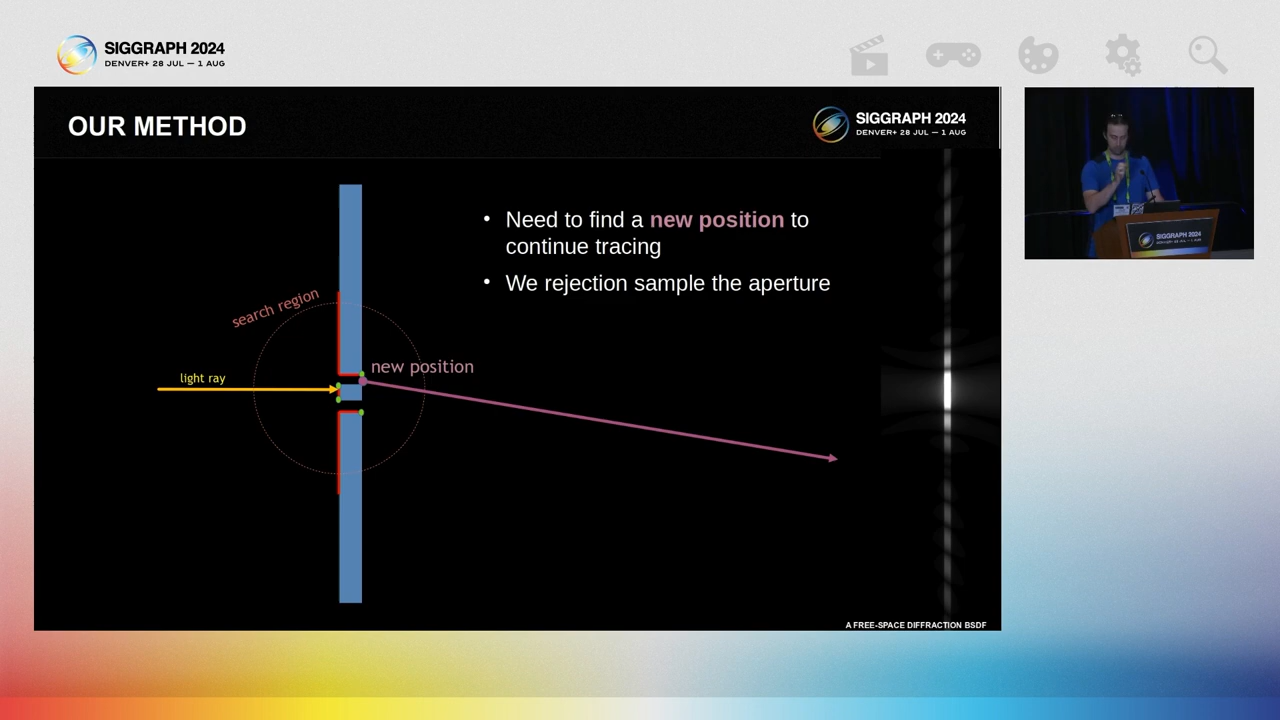 SIGGRAPH 2024
DENVER+ 28 JUL — 1 AUG
OUR METHOD
SIGGRAPH 2024
DENVER+ 28 JUL — 1 AUG
• Need to find a new position to
continue tracing
• We rejection sample the aperture
search region
new position
light ray
A FREE-SPACE DIFFRACTION BSDF
SIGGRAPH 2024